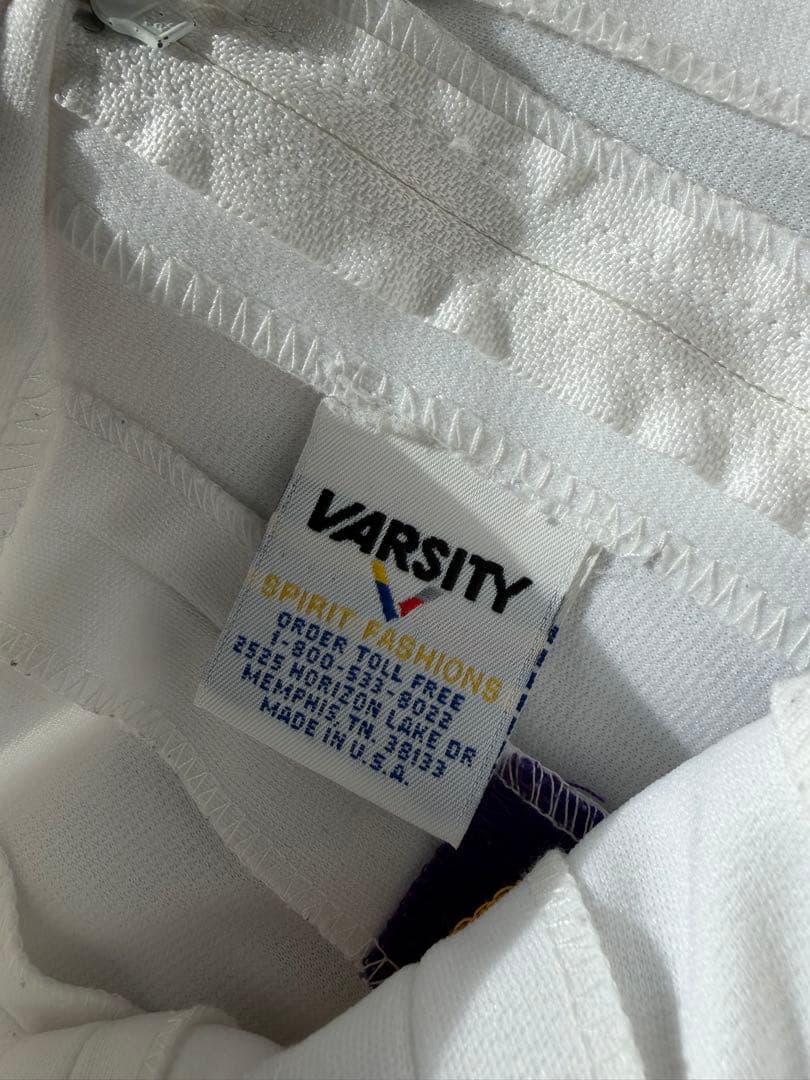 VARSITY
SPIRIT FASHIONS
ORDER TOLL FREE
1-800-533-8022
2525 HORIZON LAKE DR
MEMPHIS, TN. 38133
MADE IN U.S.A.